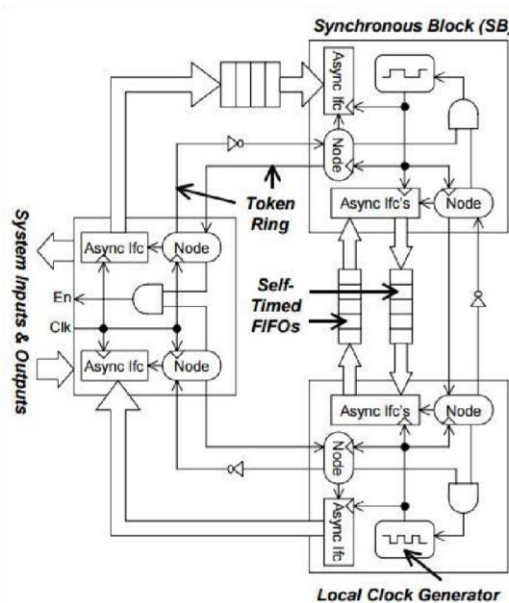 Synchronous Block (SB)
Async Ifc
Node
Token
Ring
Async Ifc's
Node
System Inputs & Outputs
Async Ifc
Node
En
Clk
Async Ifc
Node
Self-
Timed
FIFOs
Async Ifc's
Node
Node
Async Ifc
Local Clock Generator